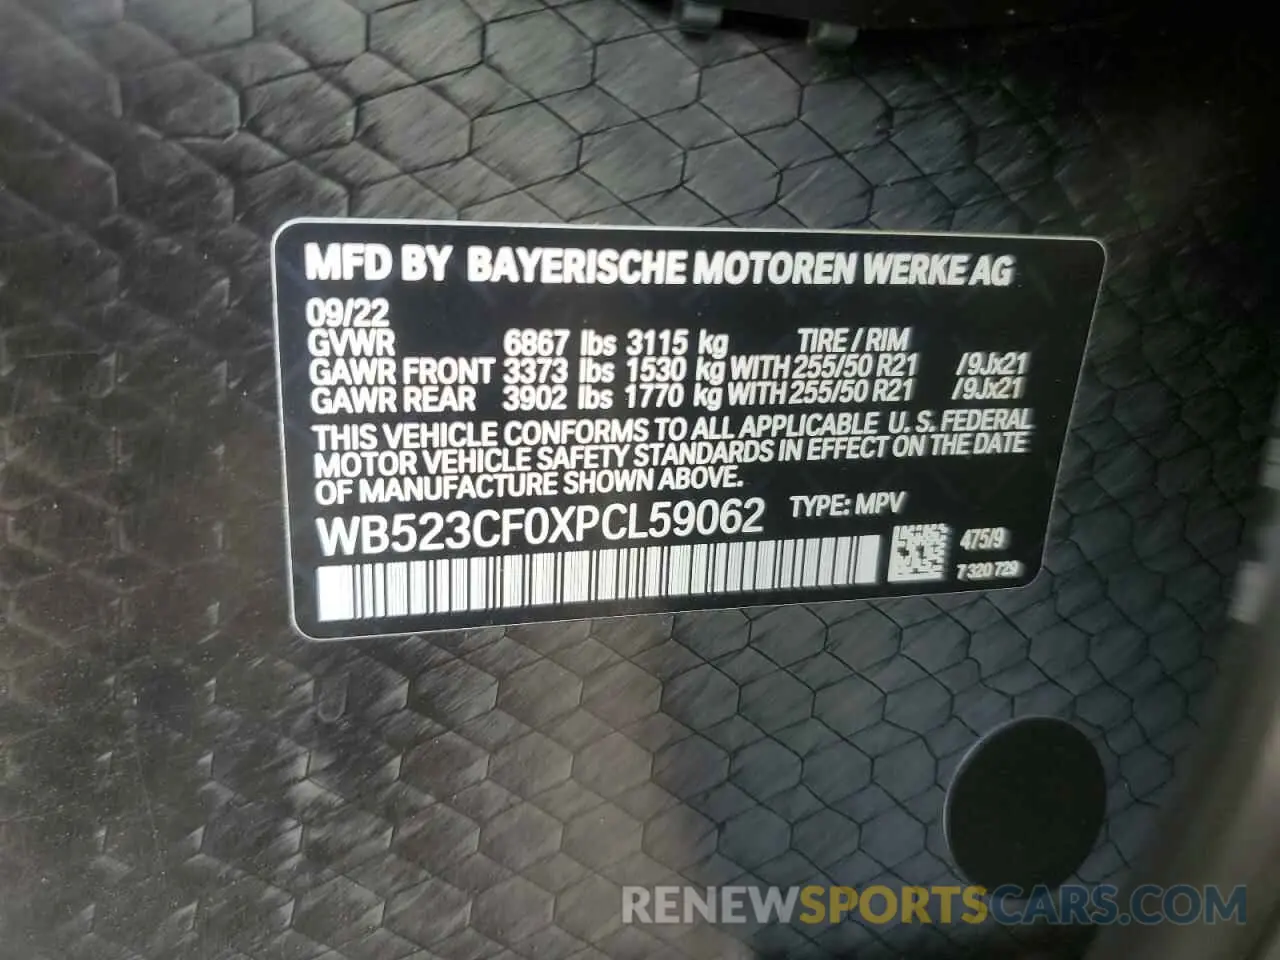 MFD BY BAYERISCHE MOTOREN WERKE AG
09/22
GVWR 6867 lbs 3115 kg TIRE / RIM
GAWR FRONT 3373 lbs 1530 kg WITH 255/50 R21 /9Jx21
GAWR REAR 3902 lbs 1770 kg WITH 255/50 R21 /9Jx21
THIS VEHICLE CONFORMS TO ALL APPLICABLE U. S. FEDERAL
MOTOR VEHICLE SAFETY STANDARDS IN EFFECT ON THE DATE
OF MANUFACTURE SHOWN ABOVE.
WB523CF0XPCL59062 TYPE: MPV
475/9
7 320 729
RENEWSPORTSCARS.COM